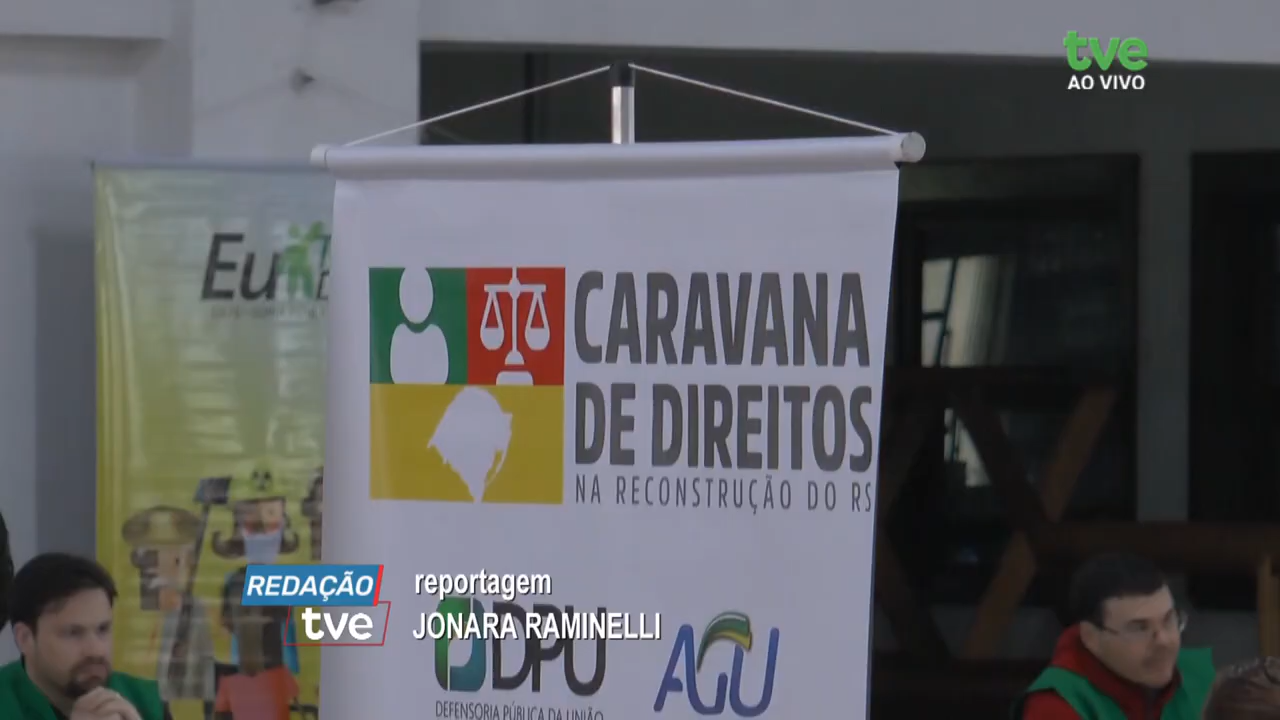 tve
AO VIVO
Eu
CARAVANA
DE DIREITOS
NA RECONSTRUÇÃO DO RS
REDAÇÃO
tve
reportagem
JONARA RAMINELLI
DPU
DEFENSORIA PÚBLICA DA UNIÃO
AGU